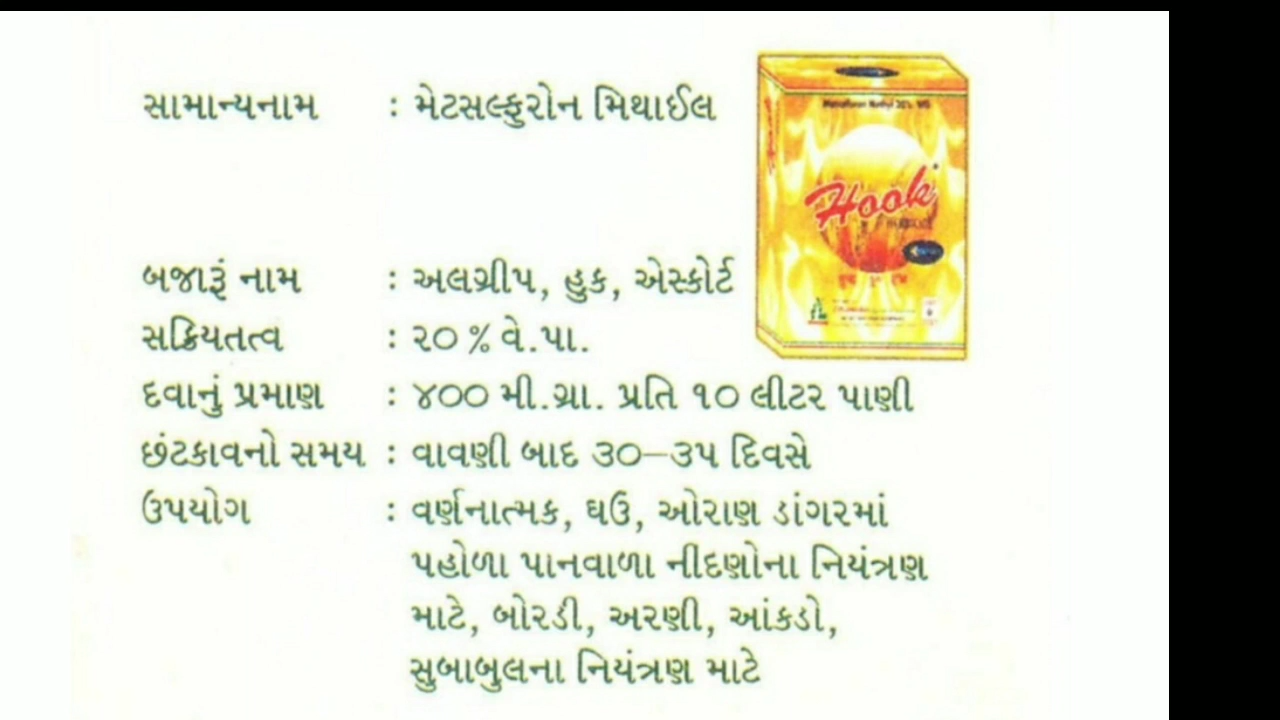 સામાન્યનામ : મેટસલ્ફુરોન મિથાઈલ
Hook
બજારૂં નામ : અલગ્રીપ, હુક, એસ્કોર્ટ
સક્રિયતત્વ : ૨૦ % વે.પા.
દવાનું પ્રમાણ : ૪૦૦ મી.ગ્રા. પ્રતિ ૧૦ લીટર પાણી
છંટકાવનો સમય : વાવણી બાદ ૩૦–૩૫ દિવસે
ઉપયોગ : વર્ણનાત્મક, ઘઉં, ઓરાણ ડાંગરમાં
પહોળા પાનવાળા નીંદણોના નિયંત્રણ
માટે, બોરડી, અરણી, આંકડો,
સુબાબુલના નિયંત્રણ માટે